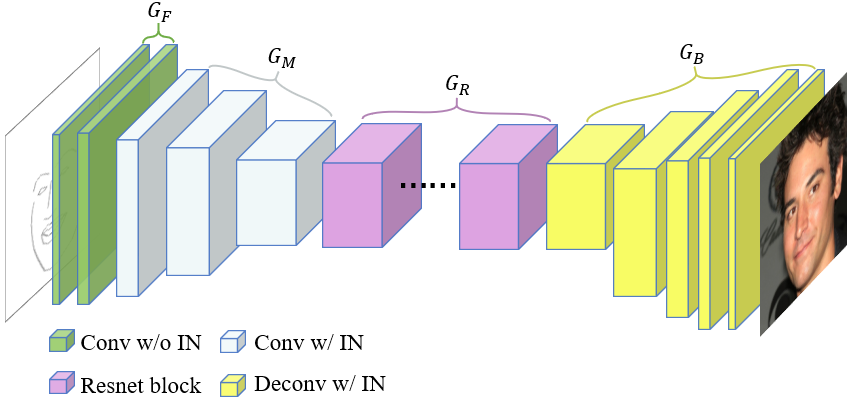 G_F
G_M
G_R
G_B
......
Conv w/o IN
Conv w/ IN
Resnet block
Deconv w/ IN